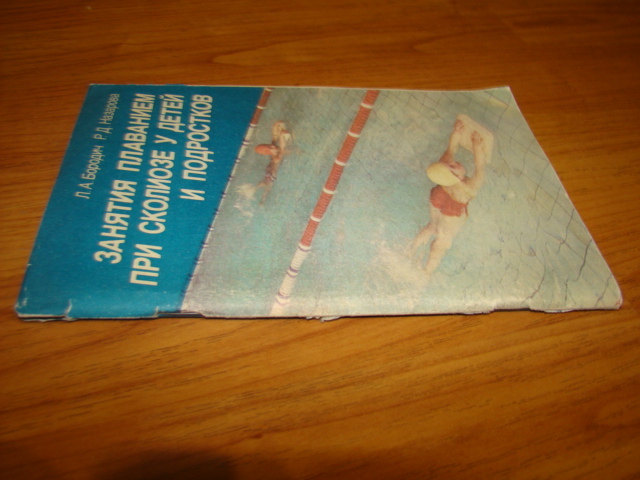 Л. А. Бородич Р. Д. Назарова
ЗАНЯТИЯ ПЛАВАНИЕМ
ПРИ СКОЛИОЗЕ У ДЕТЕЙ
И ПОДРОСТКОВ